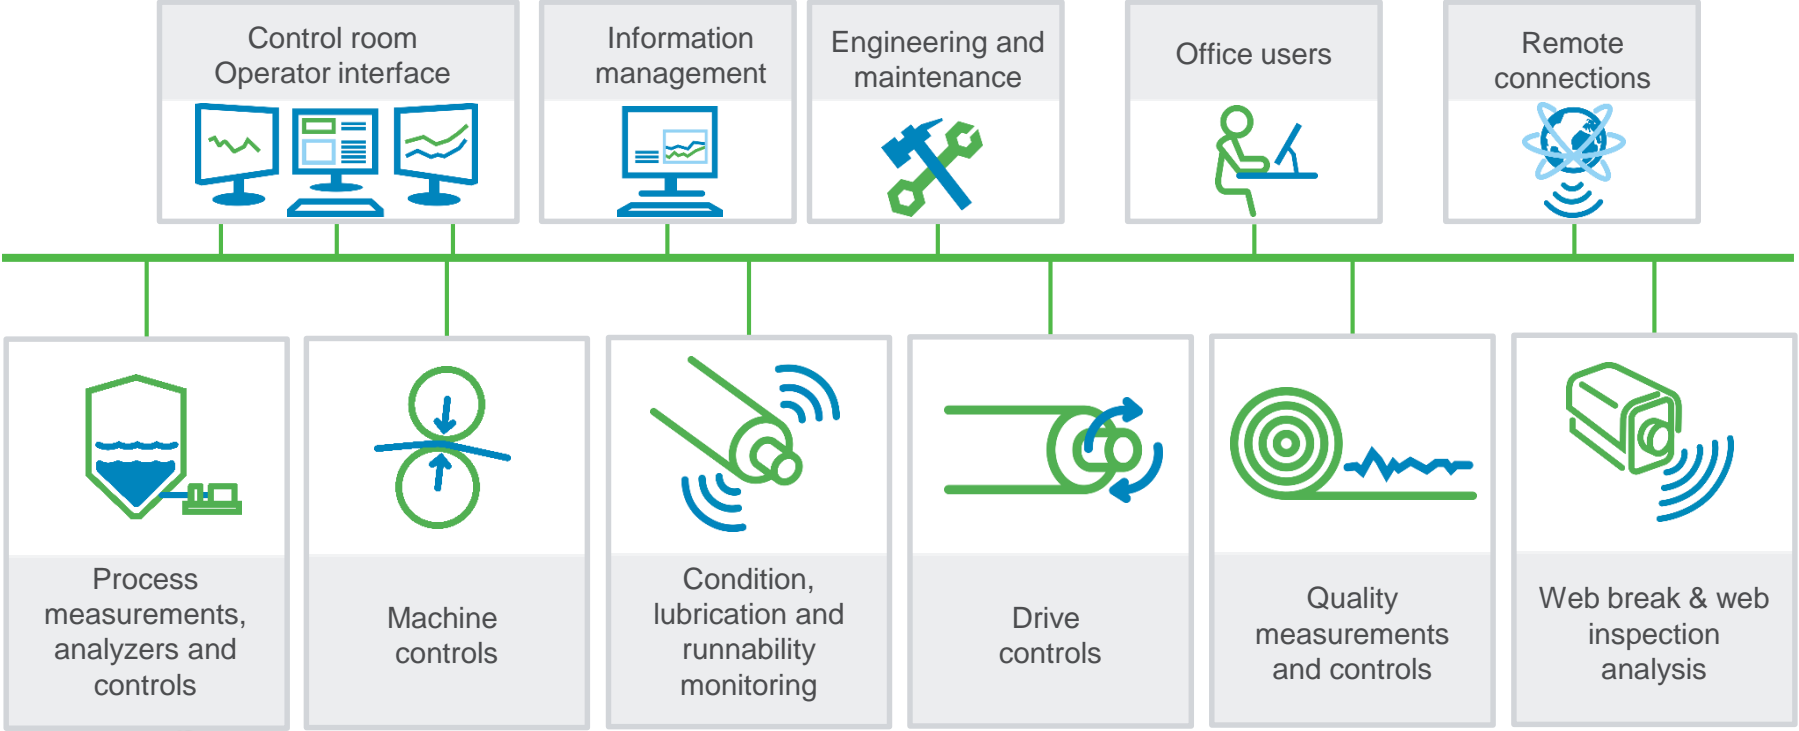 Control room
Operator interface
Information
management
Engineering and
maintenance
Office users
Remote
connections
Process
measurements,
analyzers and
controls
Machine
controls
Condition,
lubrication and
runnability
monitoring
Drive
controls
Quality
measurements
and controls
Web break & web
inspection
analysis